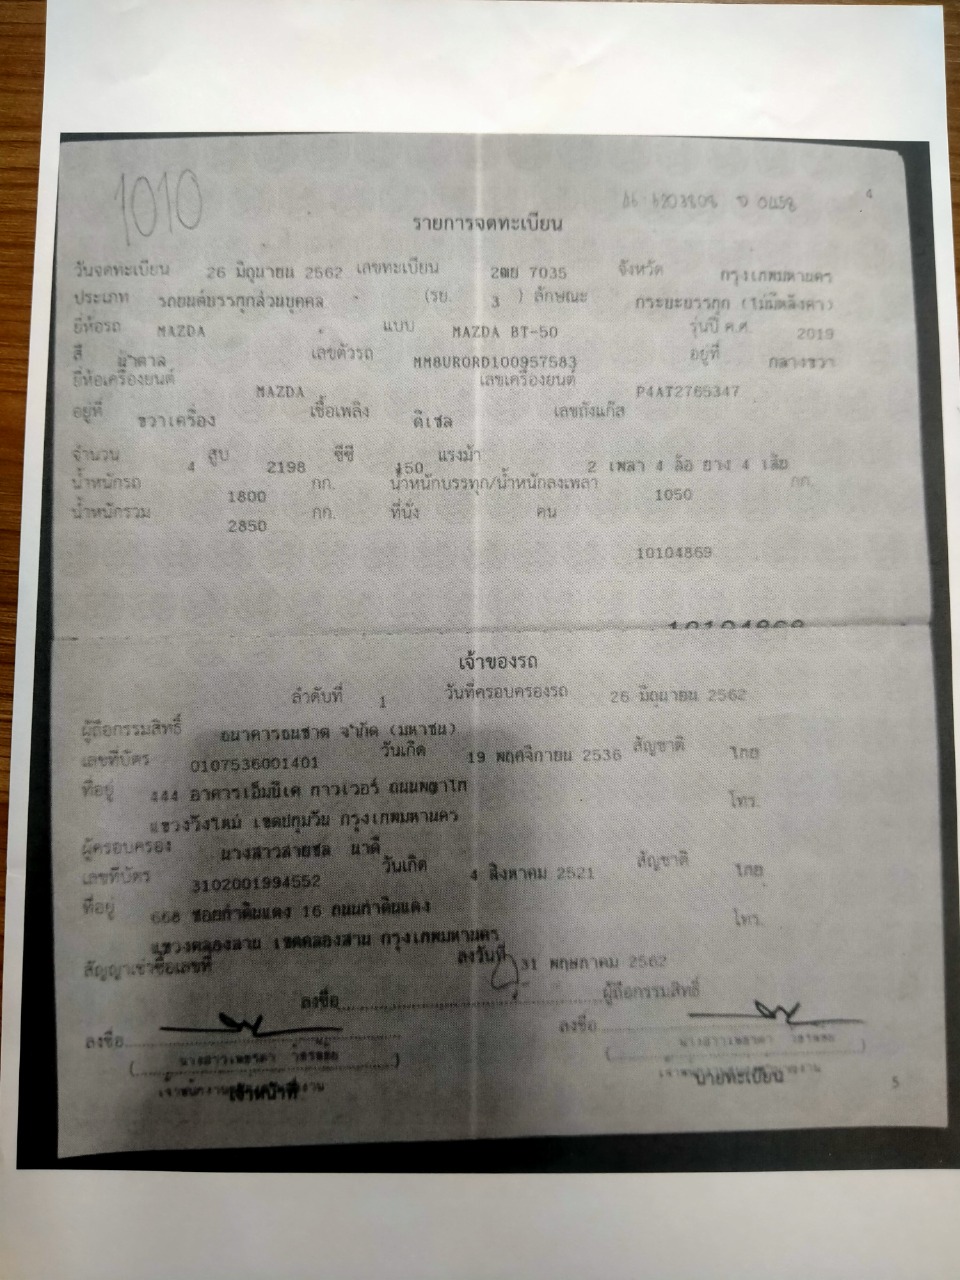 1010
4
รายการจดทะเบียน
วันจดทะเบียน 26 มิถุนายน 2562 เลขทะเบียน 7035 จังหวัด กรุงเทพมหานคร
ประเภท รถยนต์บรรทุกส่วนบุคคล (รย. 3 ) ลักษณะ กระบะบรรทุก (ไม่มีหลังคา)
ยี่ห้อรถ MAZDA แบบ MAZDA BT-50 รุ่นปี ค.ศ. 2019
สี น้ำตาล เลขตัวรถ MM8URORD100957583 อยู่ที่ กลางขวา
ยี่ห้อเครื่องยนต์ MAZDA เลขเครื่องยนต์ P4AT2765347
อยู่ที่ ขวาเครื่อง เชื้อเพลิง ดีเซล เลขถังแก๊ส
จำนวน 4 สูบ 2198 ซีซี 150 แรงม้า 2 เพลา 4 ล้อ ยาง 4 เส้น
น้ำหนักรถ 1800 กก. น้ำหนักบรรทุก/น้ำหนักลงเพลา 1050 กก.
น้ำหนักรวม 2850 กก. ที่นั่ง คน
10104869
เจ้าของรถ
ลำดับที่ 1 วันที่ครอบครองรถ 26 มิถุนายน 2562
ผู้ถือกรรมสิทธิ์ ธนาคารธนชาต จำกัด (มหาชน)
เลขที่บัตร 0107536001401 วันเกิด 19 พฤศจิกายน 2536 สัญชาติ ไทย
ที่อยู่ 444 อาคารเอ็มบีเค ทาวเวอร์ ถนนพญาไท โทร.
แขวงวังใหม่ เขตปทุมวัน กรุงเทพมหานคร
ผู้ครอบครอง นางสาวสายชล นาดี
เลขที่บัตร 3102001994552 วันเกิด 4 สิงหาคม 2521 สัญชาติ ไทย
ที่อยู่ 668 ซอยท่าดินแดง 16 ถนนท่าดินแดง โทร.
แขวงคลองสาน เขตคลองสาน กรุงเทพมหานคร
สัญญาเช่าซื้อเลขที่ ลงวันที่ 31 พฤษภาคม 2562
ลงชื่อ ผู้ถือกรรมสิทธิ์
ลงชื่อ ลงชื่อ
เจ้าหน้าที่ นายทะเบียน
5